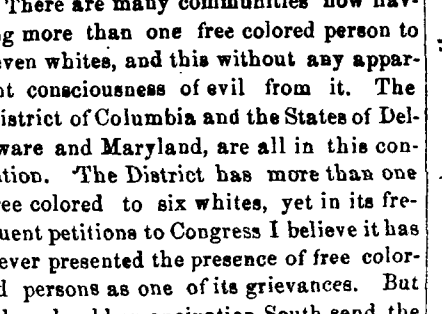 There are many communities now hav-
g more than one free colored person to
even whites, and this without any appar-
nt consciousness of evil from it. The
istrict of Columbia and the States of Del-
ware and Maryland, are all in this con-
ition. The District has more than one
ree colored to six whites, yet in its fre-
uent petitions to Congress I believe it has
ever presented the presence of free color-
d persons as one of its grievances. But
South send the